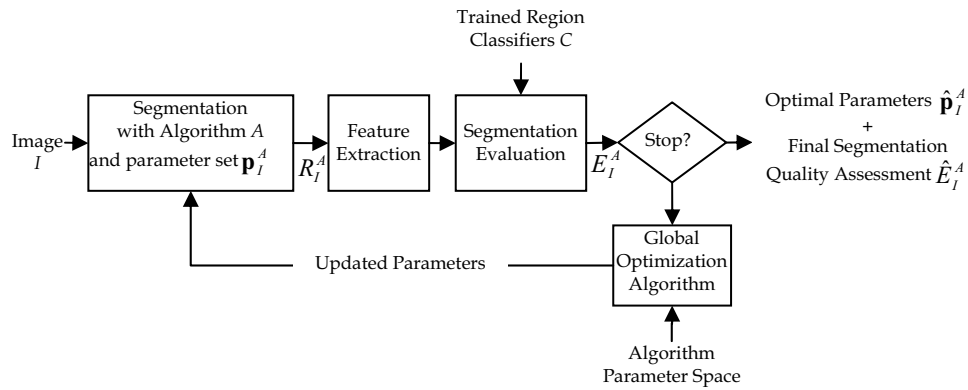 Trained Region
Classifiers C
Image
I
Segmentation
with Algorithm A
and parameter set 𝐩_I^A
R_I^A
Feature
Extraction
Segmentation
Evaluation
E_I^A
Stop?
Optimal Parameters 𝐩̂_I^A
+
Final Segmentation
Quality Assessment Ê_I^A
Updated Parameters
Global
Optimization
Algorithm
Algorithm
Parameter Space